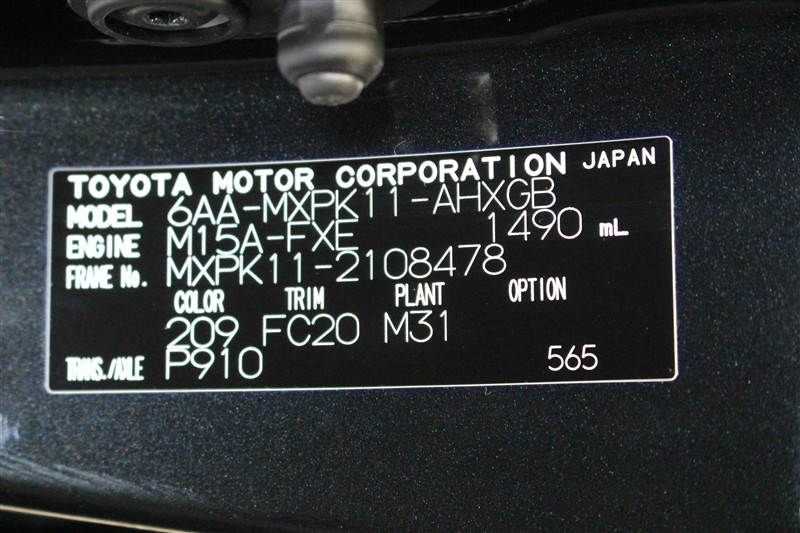 TOYOTA MOTOR CORPORATION JAPAN
MODEL 6AA-MXPK11-AHXGB
ENGINE M15A-FXE 1490 mL
FRAME No. MXPK11-2108478
COLOR TRIM PLANT OPTION
209 FC20 M31
TRANS./AXLE P910 565